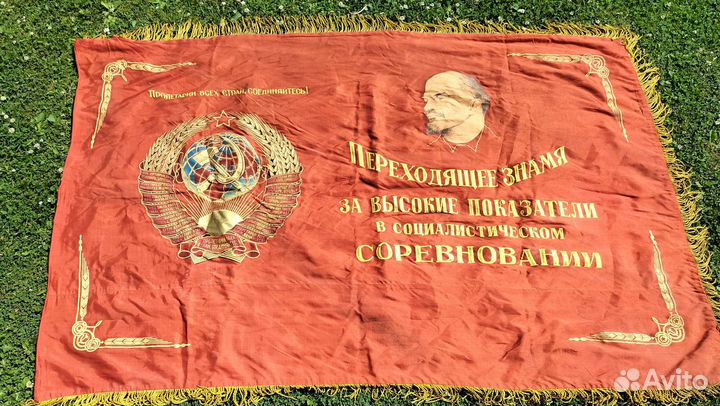 Пролетарии всех стран, соединяйтесь!
Переходящее знамя
за высокие показатели
в социалистическом
соревновании
Avito